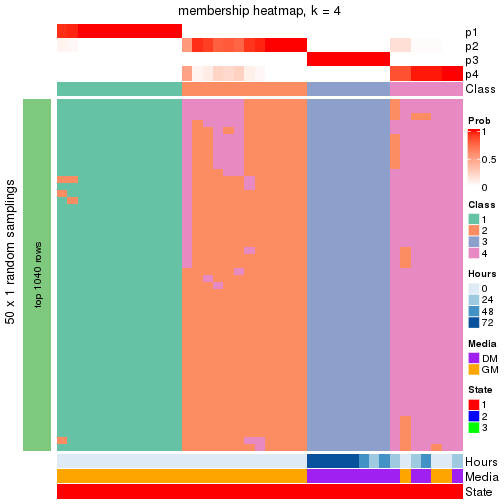 membership heatmap, k = 4
p1
p2
p3
p4
Class
50 x 1 random samplings
top 1040 rows
Prob
1
0.5
0
Class
1
2
3
4
Hours
0
24
48
72
Media
DM
GM
State
1
2
3
Hours
Media
State